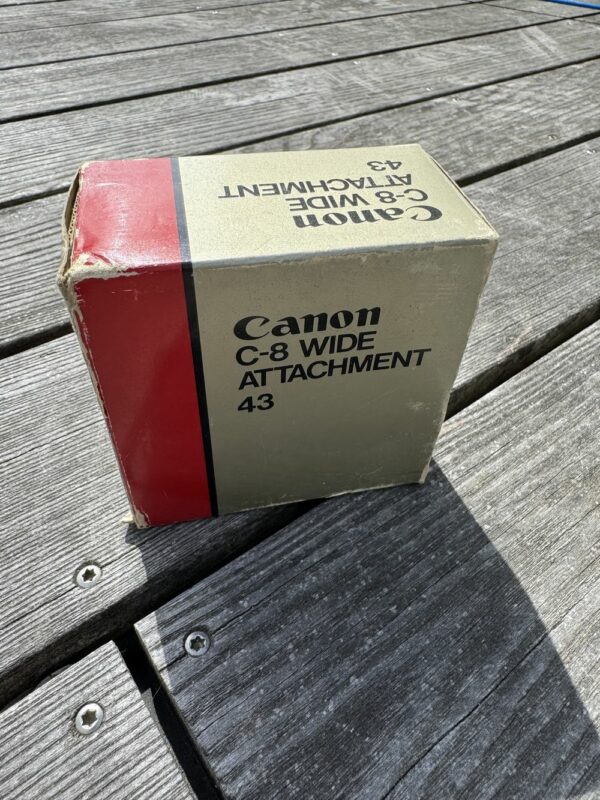 Canon
C-8 WIDE
ATTACHMENT
43
Canon
C-8 WIDE
ATTACHMENT
43